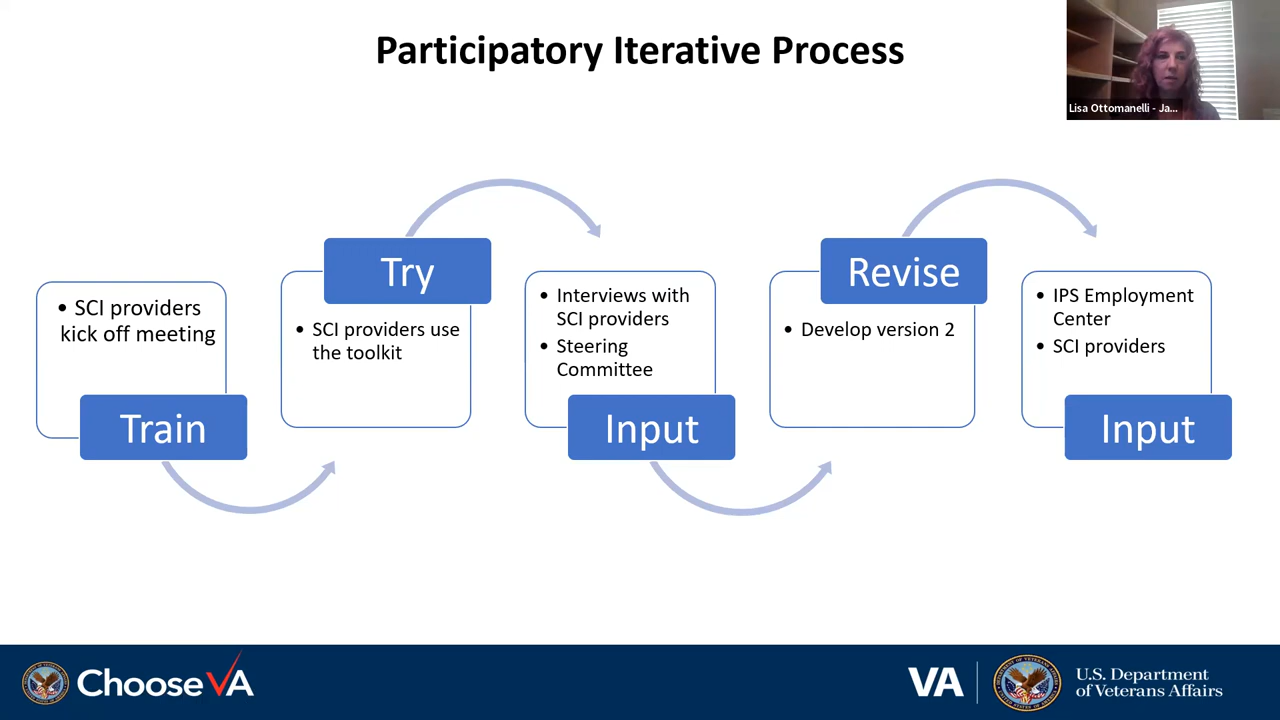 Participatory Iterative Process
Lisa Ottomanelli - Ja...
• SCI providers
kick off meeting
Train
Try
• SCI providers use
the toolkit
• Interviews with
SCI providers
• Steering
Committee
Input
Revise
• Develop version 2
• IPS Employment
Center
• SCI providers
Input
Choose VA
VA
U.S. Department
of Veterans Affairs